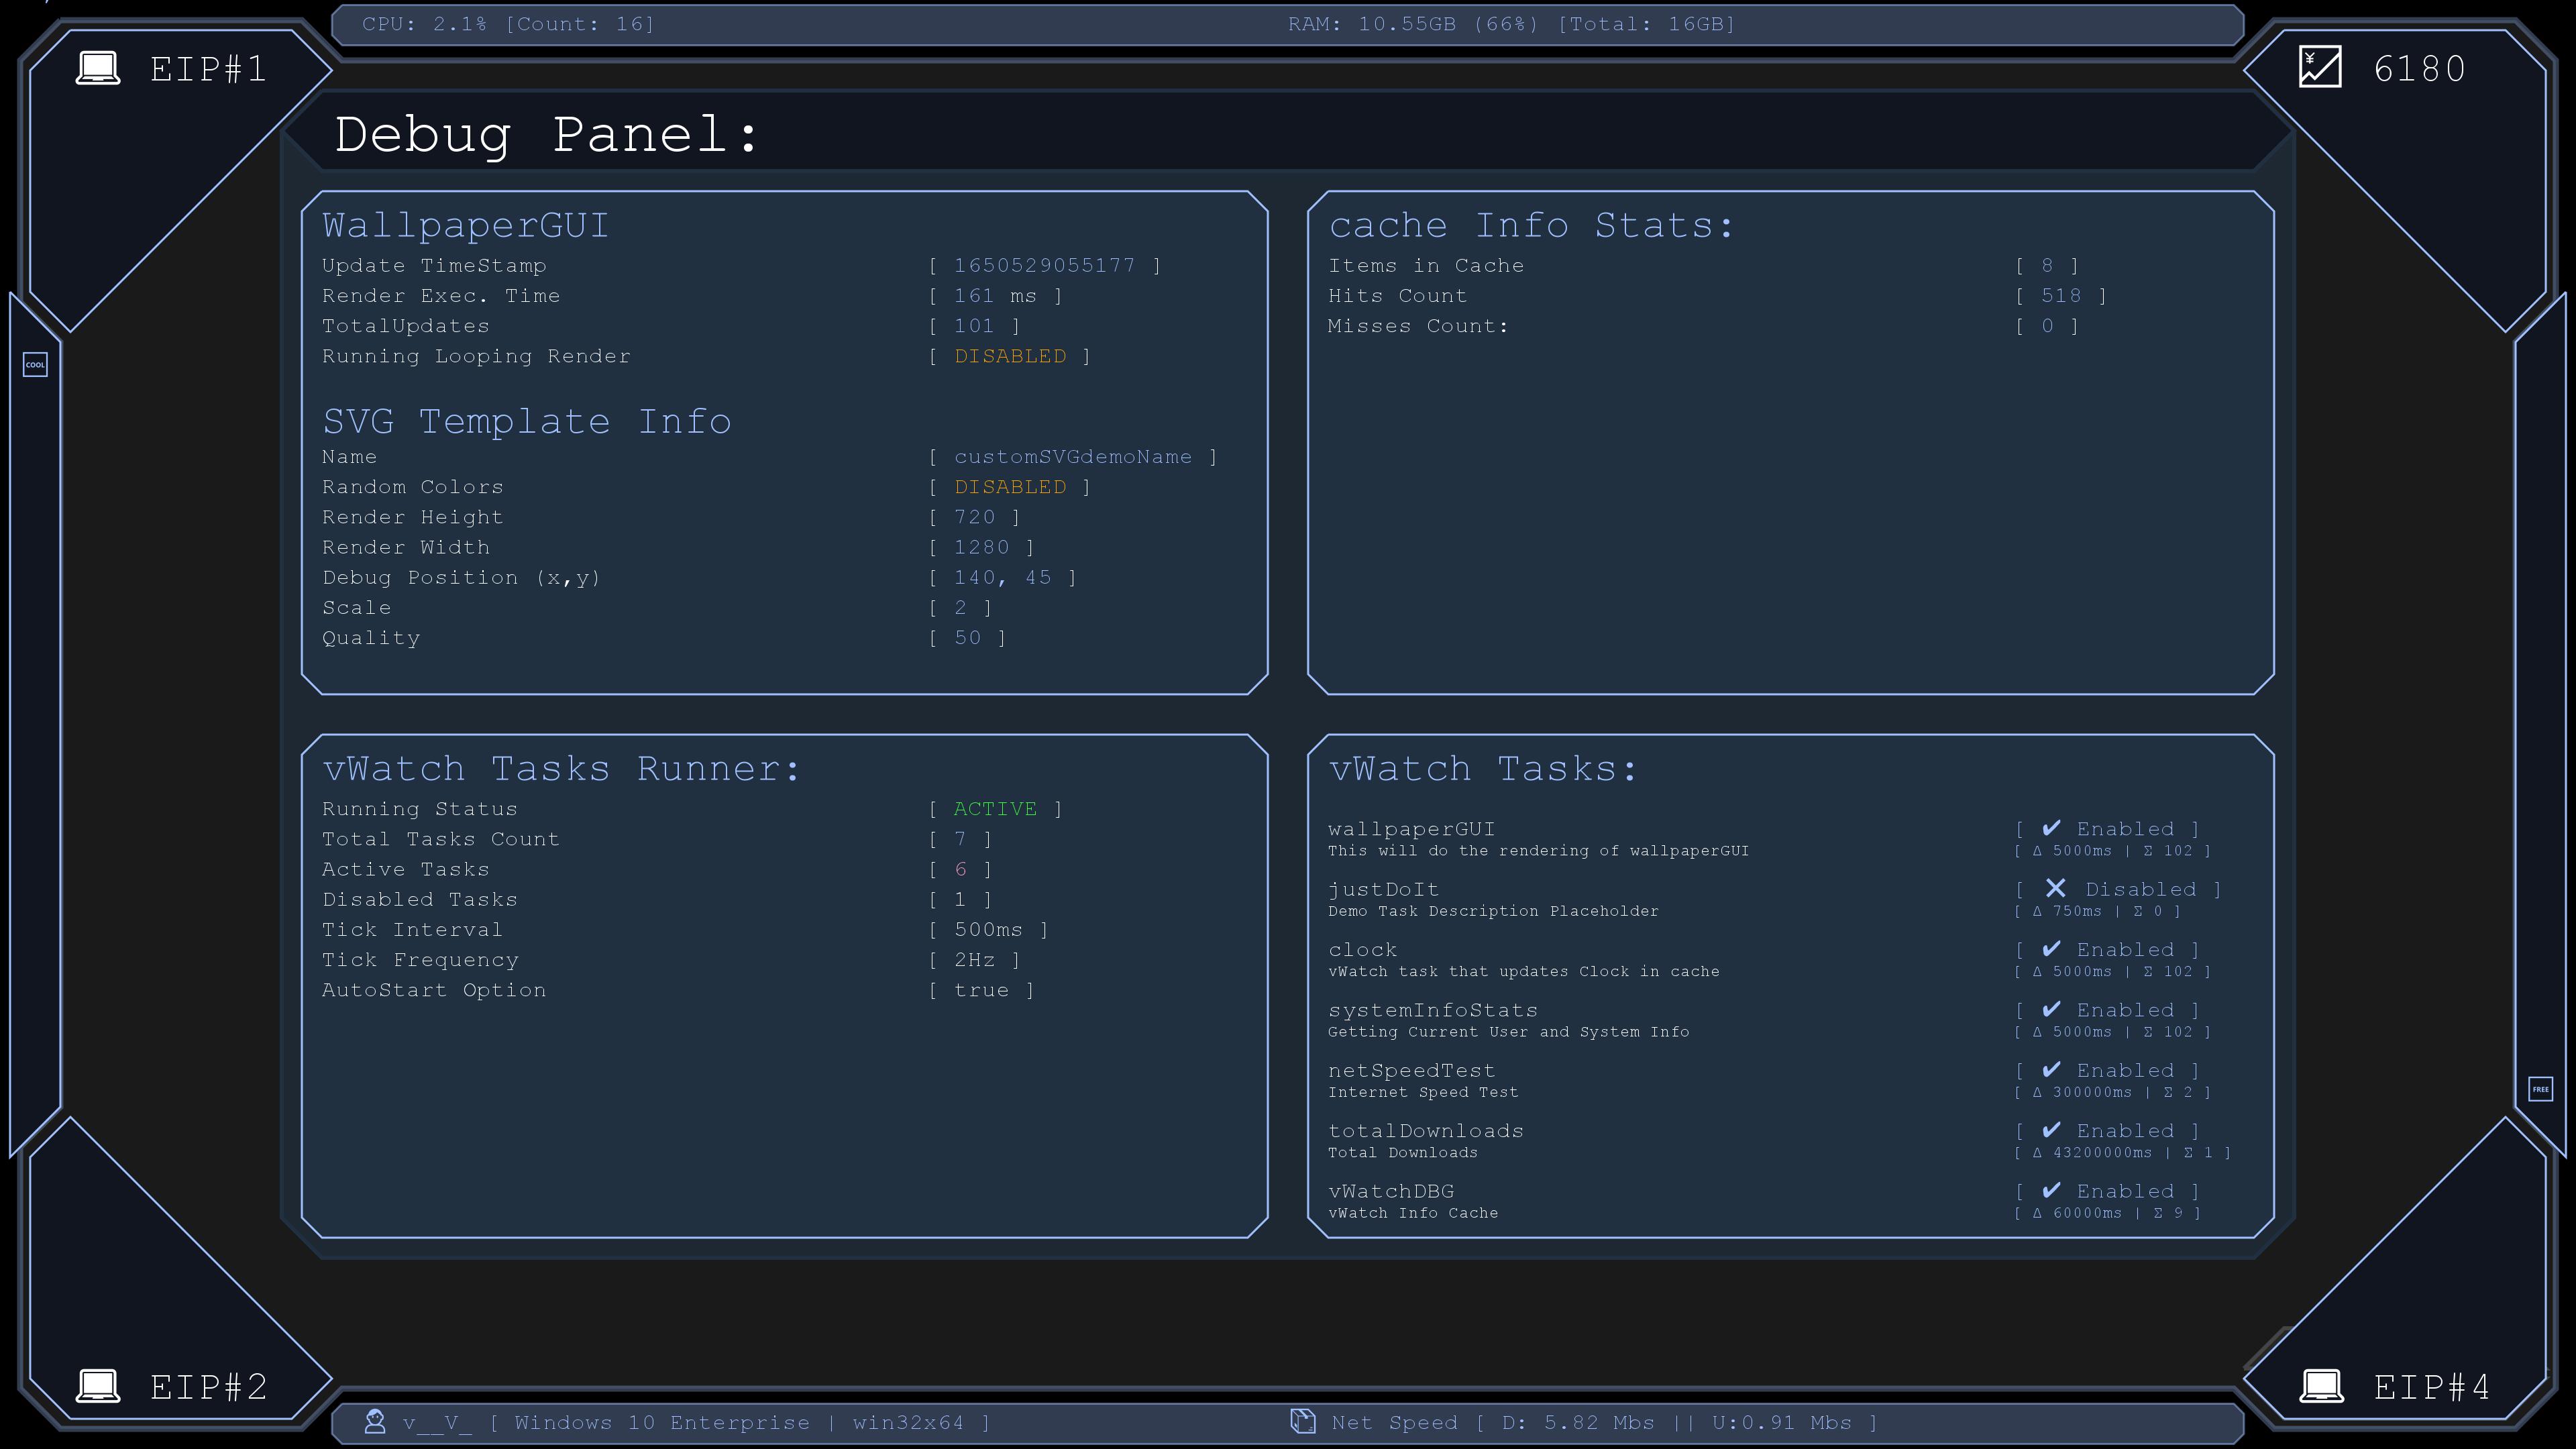 CPU: 2.1% [Count: 16]
RAM: 10.55GB (66%) [Total: 16GB]
EIP#1
¥
6180
Debug Panel:
WallpaperGUI
Update TimeStamp [ 1650529055177 ]
Render Exec. Time [ 161 ms ]
TotalUpdates [ 101 ]
Running Looping Render [ DISABLED ]
SVG Template Info
Name [ customSVGdemoName ]
Random Colors [ DISABLED ]
Render Height [ 720 ]
Render Width [ 1280 ]
Debug Position (x,y) [ 140, 45 ]
Scale [ 2 ]
Quality [ 50 ]
cache Info Stats:
Items in Cache [ 8 ]
Hits Count [ 518 ]
Misses Count: [ 0 ]
COOL
vWatch Tasks Runner:
Running Status [ ACTIVE ]
Total Tasks Count [ 7 ]
Active Tasks [ 6 ]
Disabled Tasks [ 1 ]
Tick Interval [ 500ms ]
Tick Frequency [ 2Hz ]
AutoStart Option [ true ]
vWatch Tasks:
wallpaperGUI [ ✔ Enabled ]
This will do the rendering of wallpaperGUI [ Δ 5000ms | Σ 102 ]
justDoIt [ ✕ Disabled ]
Demo Task Description Placeholder [ Δ 750ms | Σ 0 ]
clock [ ✔ Enabled ]
vWatch task that updates Clock in cache [ Δ 5000ms | Σ 102 ]
systemInfoStats [ ✔ Enabled ]
Getting Current User and System Info [ Δ 5000ms | Σ 102 ]
netSpeedTest [ ✔ Enabled ]
Internet Speed Test [ Δ 300000ms | Σ 2 ]
totalDownloads [ ✔ Enabled ]
Total Downloads [ Δ 43200000ms | Σ 1 ]
vWatchDBG [ ✔ Enabled ]
vWatch Info Cache [ Δ 60000ms | Σ 9 ]
FREE
EIP#2
EIP#4
v__V_ [ Windows 10 Enterprise | win32x64 ]
Net Speed [ D: 5.82 Mbs || U:0.91 Mbs ]